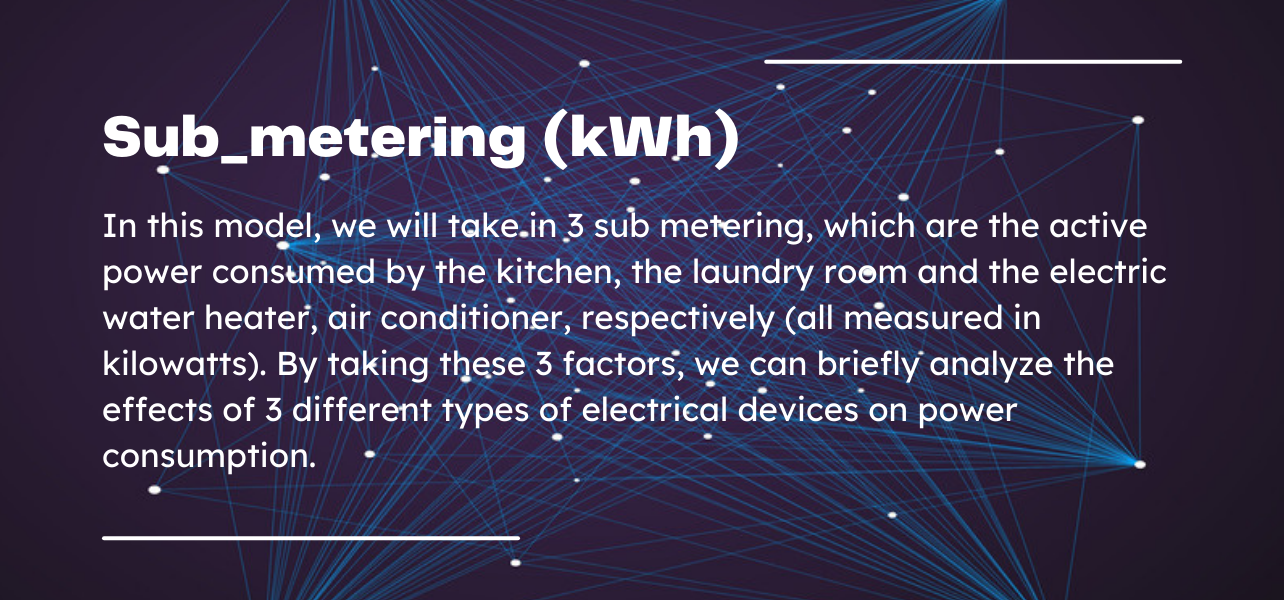 Sub_metering (kWh)
In this model, we will take in 3 sub metering, which are the active
power consumed by the kitchen, the laundry room and the electric
water heater, air conditioner, respectively (all measured in
kilowatts). By taking these 3 factors, we can briefly analyze the
effects of 3 different types of electrical devices on power
consumption.